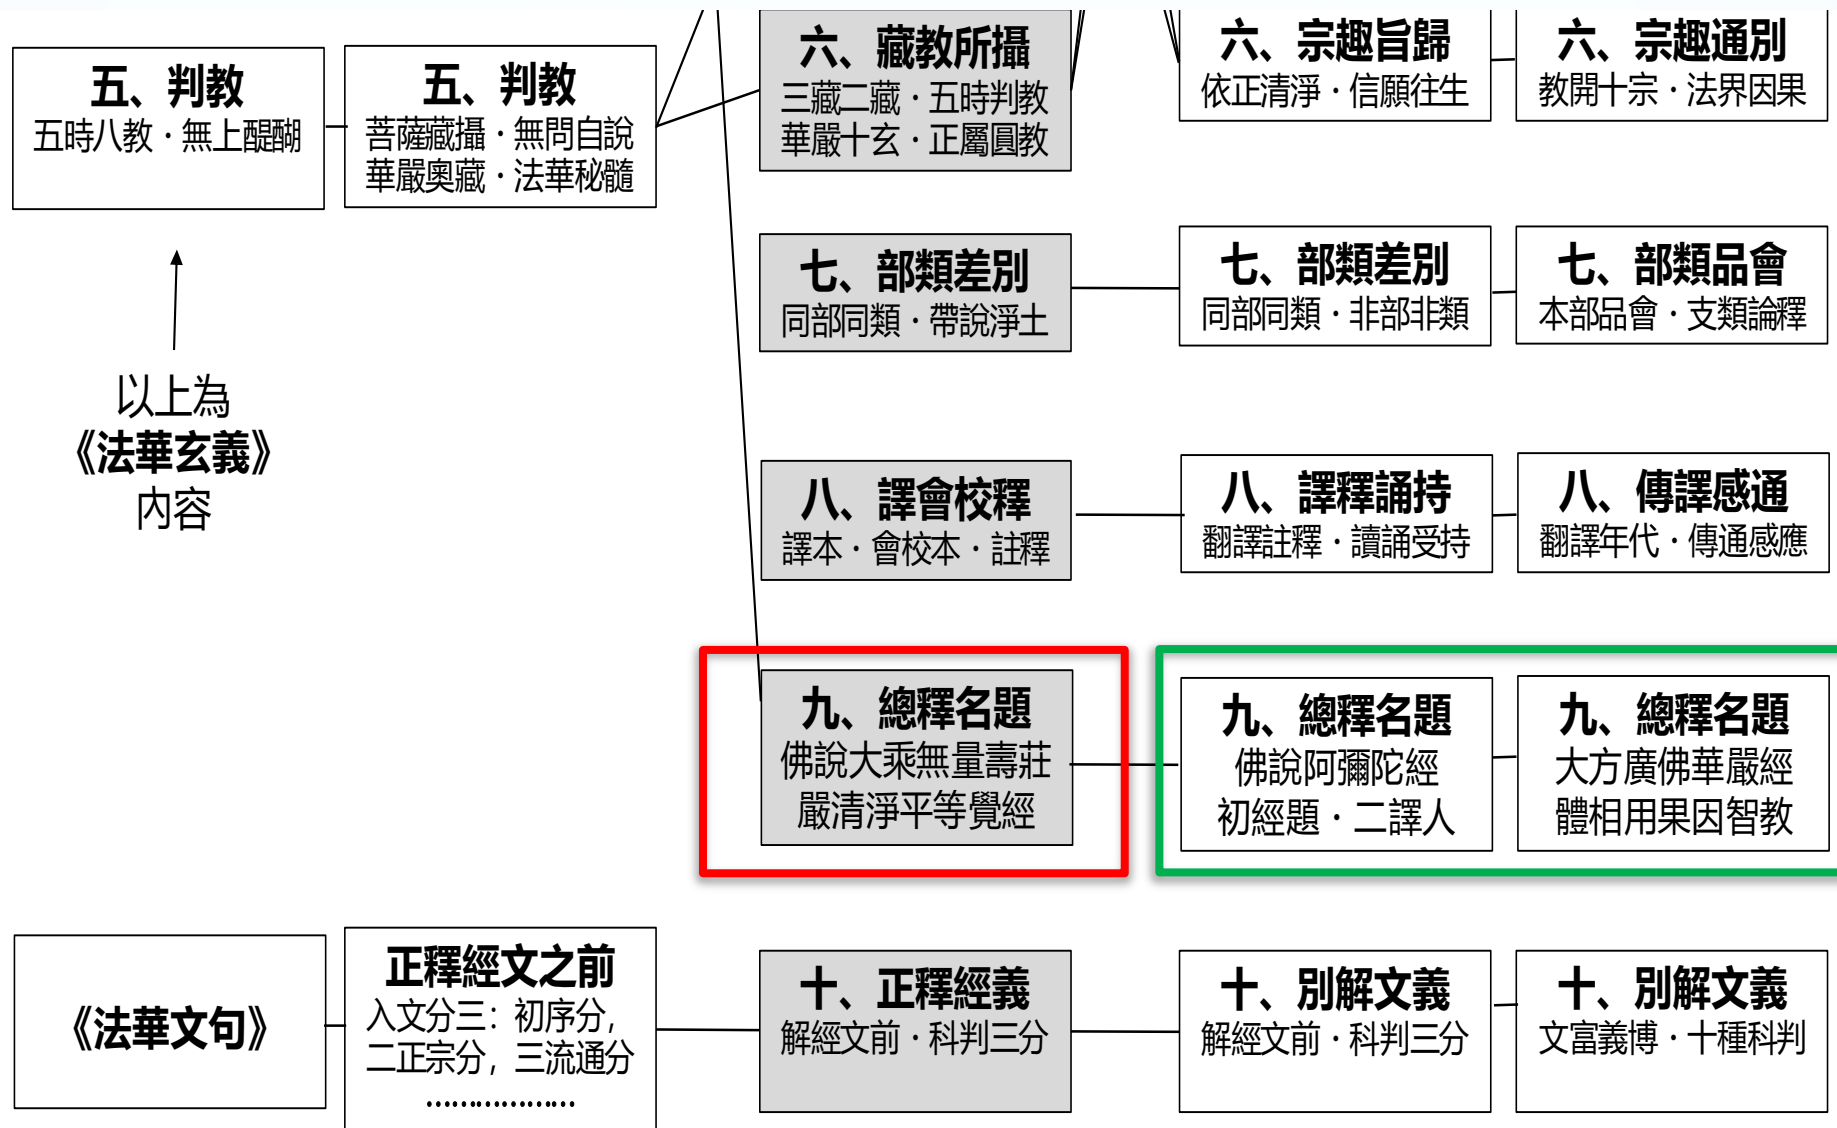 五、判教
五時八教．無上醍醐
五、判教
菩薩藏攝．無問自說
華嚴奧藏．法華秘髓
六、藏教所攝
三藏二藏．五時判教
華嚴十玄．正屬圓教
六、宗趣旨歸
依正清淨．信願往生
六、宗趣通別
教開十宗．法界因果
七、部類差別
同部同類．帶說淨土
七、部類差別
同部同類．非部非類
七、部類品會
本部品會．支類論釋
以上為
《法華玄義》
內容
八、譯會校釋
譯本．會校本．註釋
八、譯釋誦持
翻譯註釋．讀誦受持
八、傳譯感通
翻譯年代．傳通感應
九、總釋名題
佛說大乘無量壽莊
嚴清淨平等覺經
九、總釋名題
佛說阿彌陀經
初經題．二譯人
九、總釋名題
大方廣佛華嚴經
體相用果因智教
《法華文句》
正釋經文之前
入文分三：初序分，
二正宗分，三流通分
………………
十、正釋經義
解經文前．科判三分
十、別解文義
解經文前．科判三分
十、別解文義
文富義博．十種科判